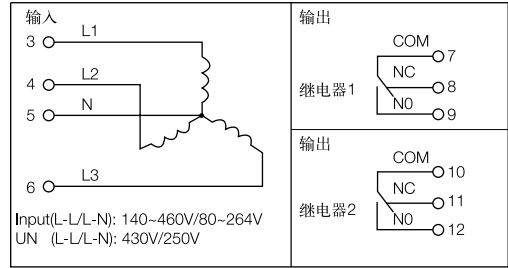 输入
3 L1
4 L2
5 N
6 L3
Input(L-L/L-N): 140~460V/80~264V
UN (L-L/L-N): 430V/250V
输出
继电器1
COM 7
NC 8
N0 9
输出
继电器2
COM 10
NC 11
N0 12